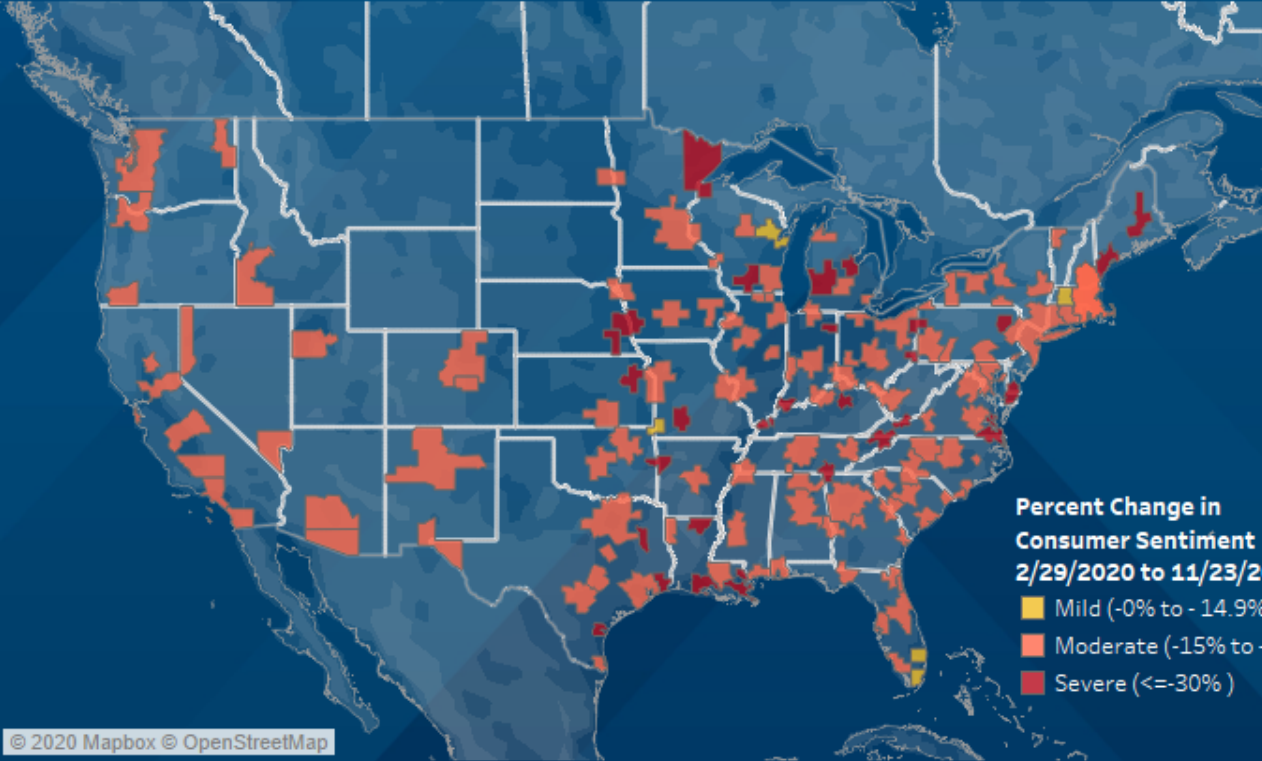 Percent Change in
Consumer Sentiment
2/29/2020 to 11/23/2
Mild (-0% to - 14.9%
Moderate (-15% to -
Severe (<=-30% )
© 2020 Mapbox © OpenStreetMap